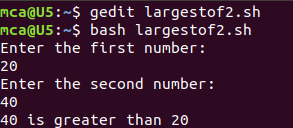 mca@U5:~$ gedit largestof2.sh
mca@U5:~$ bash largestof2.sh
Enter the first number:
20
Enter the second number:
40
40 is greater than 20